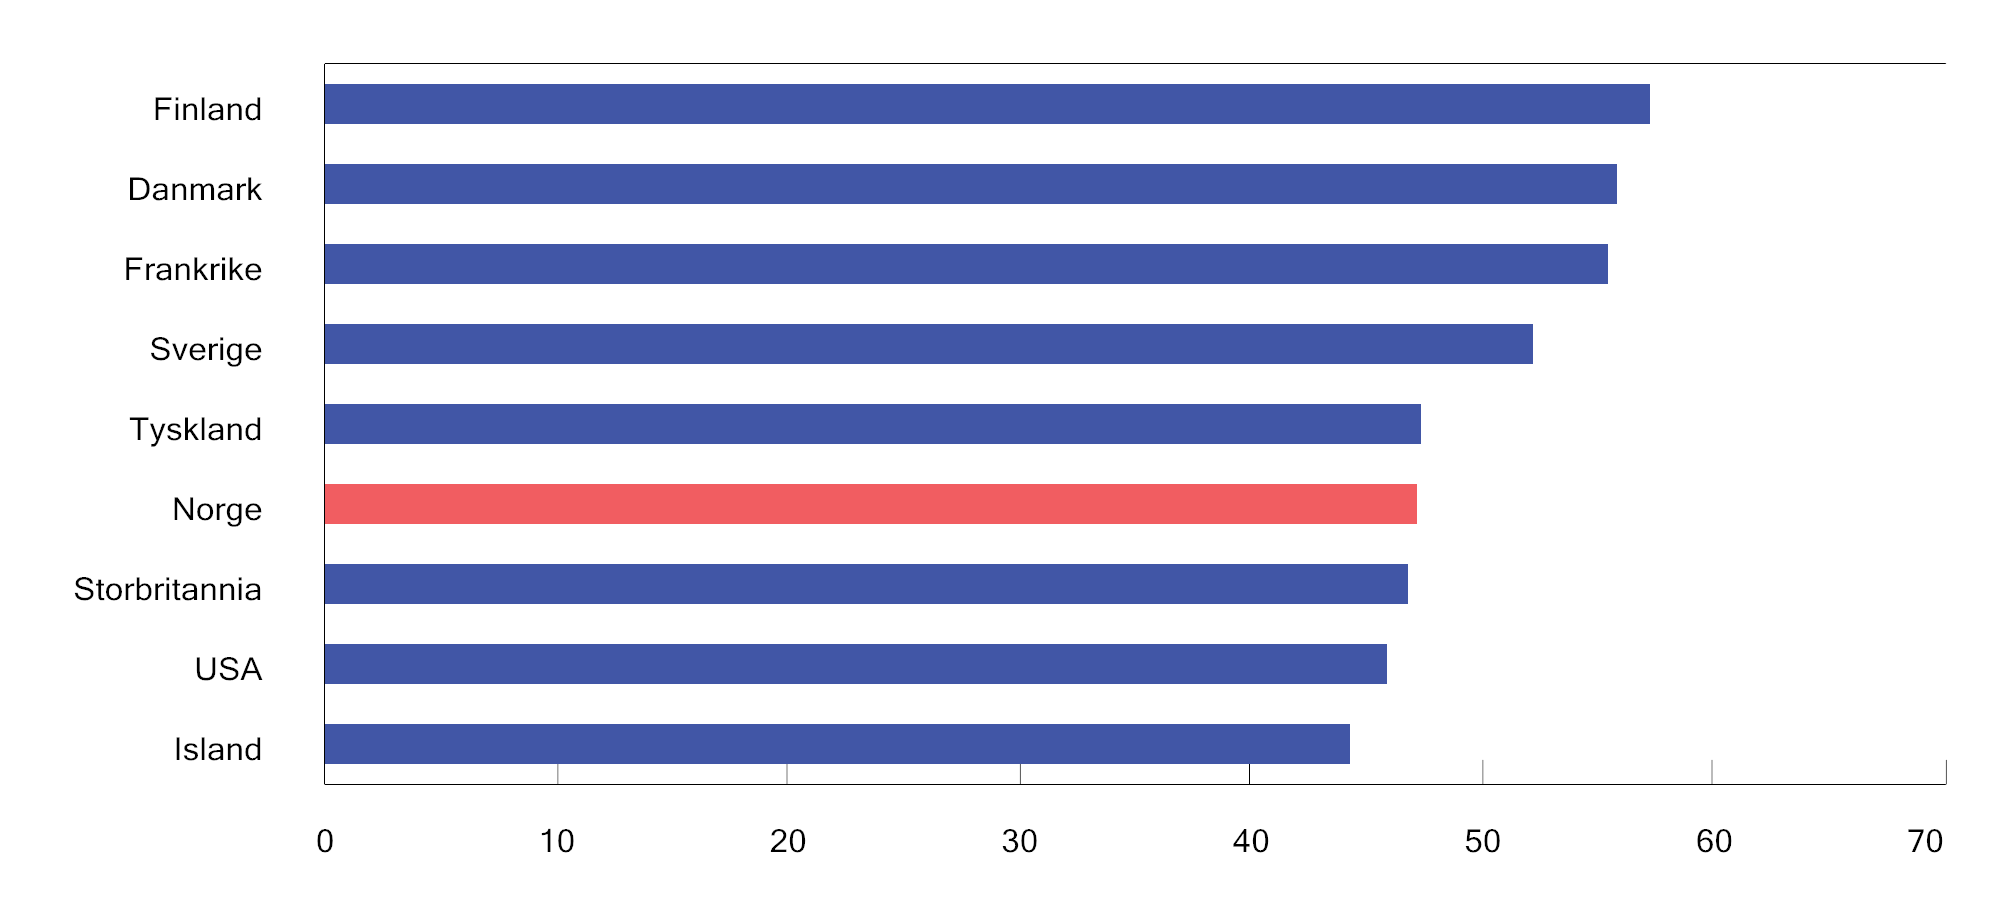 Finland
Danmark
Frankrike
Sverige
Tyskland
Norge
Storbritannia
USA
Island
0 10 20 30 40 50 60 70